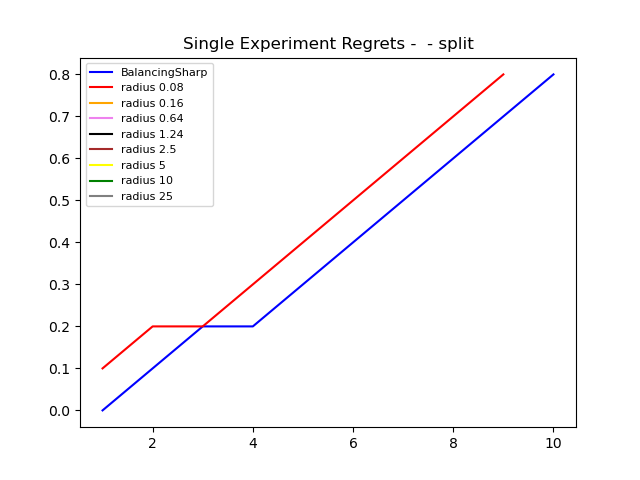 Single Experiment Regrets -  - split
BalancingSharp
radius 0.08
radius 0.16
radius 0.64
radius 1.24
radius 2.5
radius 5
radius 10
radius 25
0.8
0.7
0.6
0.5
0.4
0.3
0.2
0.1
0.0
2 4 6 8 10